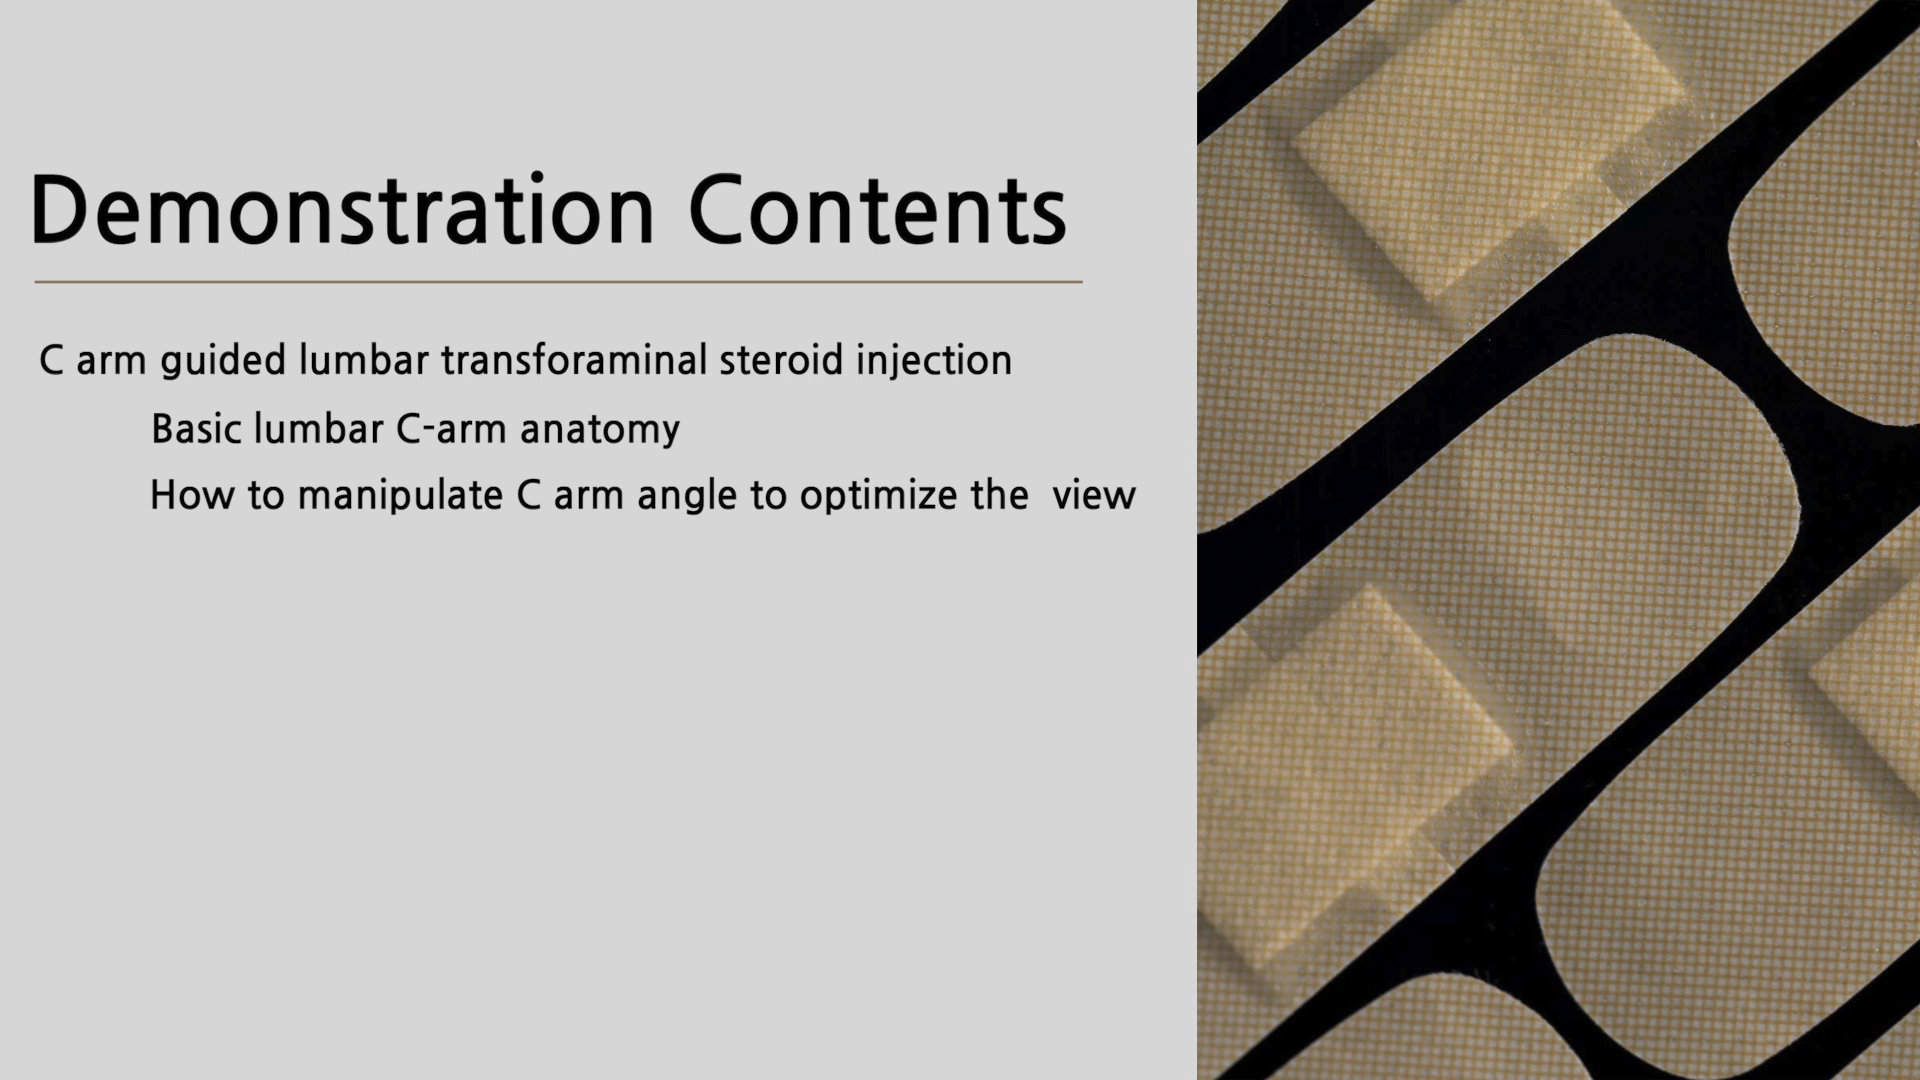 Demonstration Contents
C arm guided lumbar transforaminal steroid injection
Basic lumbar C-arm anatomy
How to manipulate C arm angle to optimize the  view